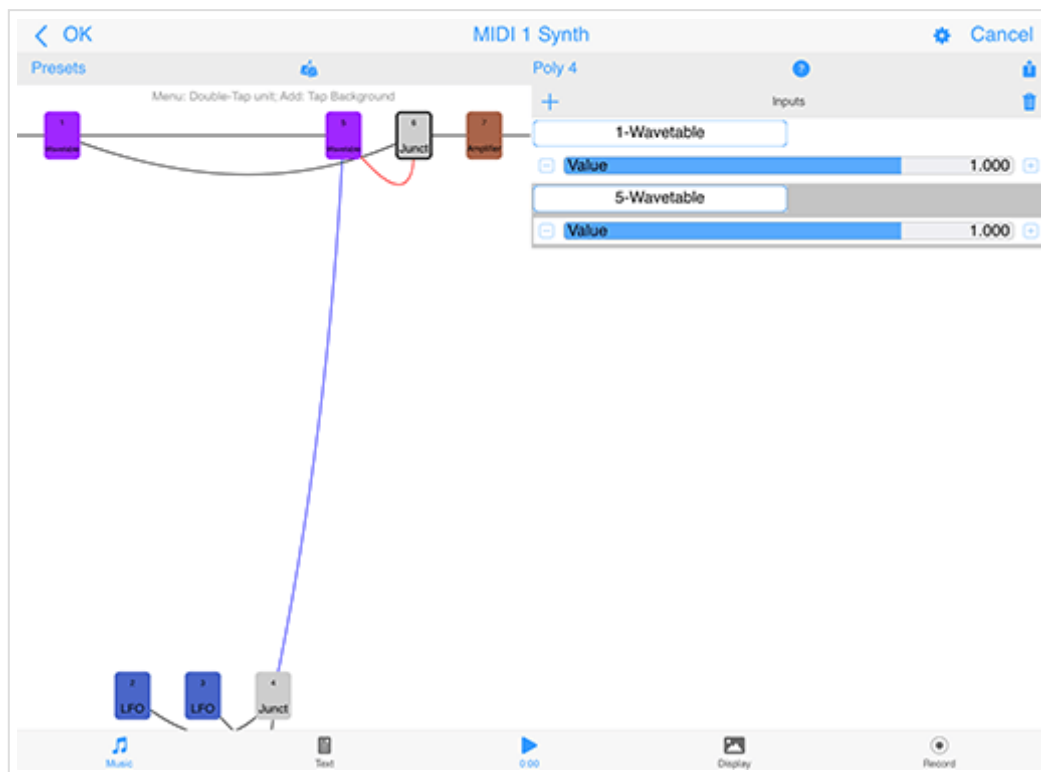 OK MIDI 1 Synth Cancel
Presets Poly 4 ?
Menu: Double-Tap unit; Add: Tap Background
Inputs
1 Wavetable
5 Wavetable
6 Junct
7 Amplifier
1-Wavetable
Value 1.000
5-Wavetable
Value 1.000
2 LFO
3 LFO
4 Junct
Music Text 0:00 Display Record